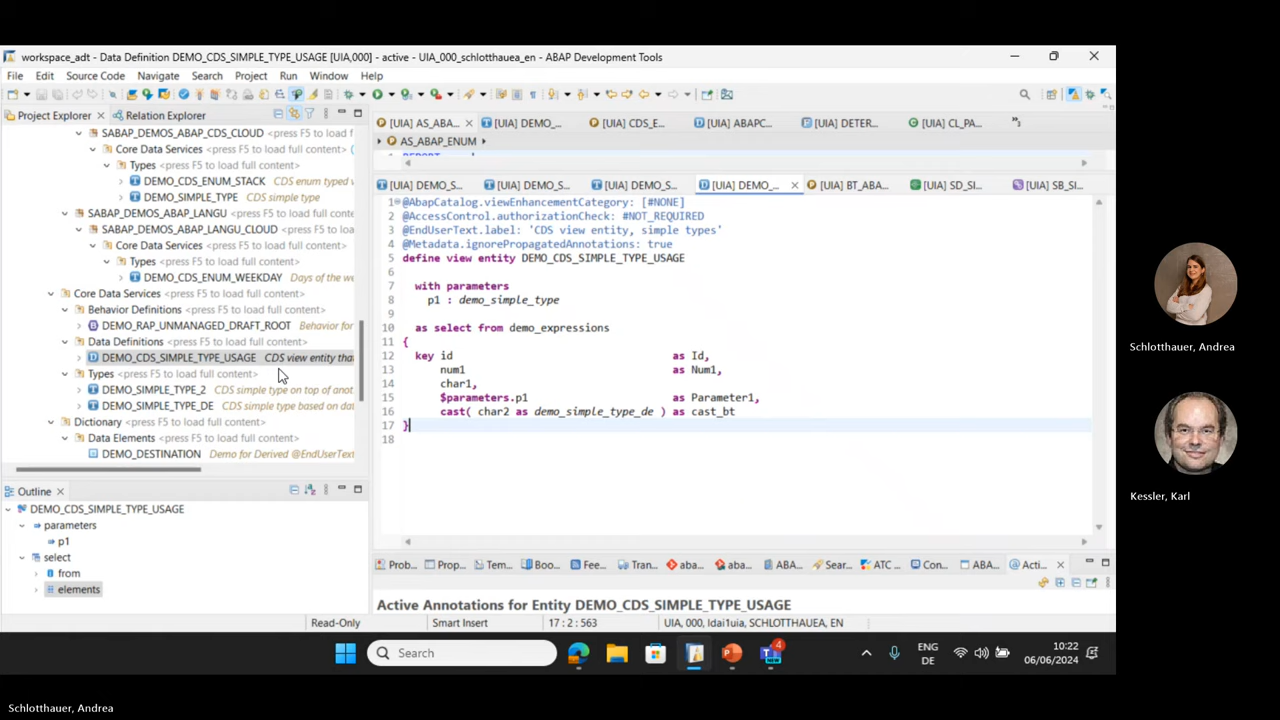 workspace_adt - Data Definition DEMO_CDS_SIMPLE_TYPE_USAGE [UIA,000] - active - UIA_000_schlotthauea_en - ABAP Development Tools
File Edit Source Code Navigate Search Project Run Window Help
Project Explorer
Relation Explorer
SABAP_DEMOS_ABAP_CDS_CLOUD <press F5 to load full content>
Core Data Services <press F5 to load full content> (
Types <press F5 to load full content>
DEMO_CDS_ENUM_STACK CDS enum typed v
DEMO_SIMPLE_TYPE CDS simple type
SABAP_DEMOS_ABAP_LANGU <press F5 to load full content>
SABAP_DEMOS_ABAP_LANGU_CLOUD <press F5 to load full content>
Core Data Services <press F5 to load full content>
Types <press F5 to load full content>
DEMO_CDS_ENUM_WEEKDAY Days of the we
Core Data Services <press F5 to load full content>
Behavior Definitions <press F5 to load full content>
DEMO_RAP_UNMANAGED_DRAFT_ROOT Behavior for
Data Definitions <press F5 to load full content>
DEMO_CDS_SIMPLE_TYPE_USAGE CDS view entity tha
Types <press F5 to load full content>
DEMO_SIMPLE_TYPE_2 CDS simple type on top of anot
DEMO_SIMPLE_TYPE_DE CDS simple type based on dat
Dictionary <press F5 to load full content>
Data Elements <press F5 to load full content>
DEMO_DESTINATION Demo for Derived @EndUserText
Outline
DEMO_CDS_SIMPLE_TYPE_USAGE
parameters
p1
select
from
elements
[UIA] AS_ABA... [UIA] DEMO_... [UIA] CDS_E... [UIA] ABAPC... [UIA] DETER... [UIA] CL_PA...
AS_ABAP_ENUM
[UIA] DEMO_S... [UIA] DEMO_S... [UIA] DEMO_S... [UIA] DEMO_... [UIA] BT_ABA... [UIA] SD_SI... [UIA] SB_SI...
1 @AbapCatalog.viewEnhancementCategory: [#NONE]
2 @AccessControl.authorizationCheck: #NOT_REQUIRED
3 @EndUserText.label: 'CDS view entity, simple types'
4 @Metadata.ignorePropagatedAnnotations: true
5 define view entity DEMO_CDS_SIMPLE_TYPE_USAGE
6
7 with parameters
8 p1 : demo_simple_type
9
10 as select from demo_expressions
11 {
12 key id as Id,
13 num1 as Num1,
14 char1,
15 $parameters.p1 as Parameter1,
16 cast( char2 as demo_simple_type_de ) as cast_bt
17 }
18
Prob... Prop... Tem... Boo... Fee... Tran... aba... aba... ABA... Sear... ATC ... Con... ABA... Acti...
Active Annotations for Entity DEMO_CDS_SIMPLE_TYPE_USAGE
Read-Only Smart Insert 17 : 2 : 563 UIA, 000, ldai1uia, SCHLOTTHAUEA, EN
Search
NEW
4
ENG
DE
10:22
06/06/2024
Schlotthauer, Andrea
Kessler, Karl
Schlotthauer, Andrea